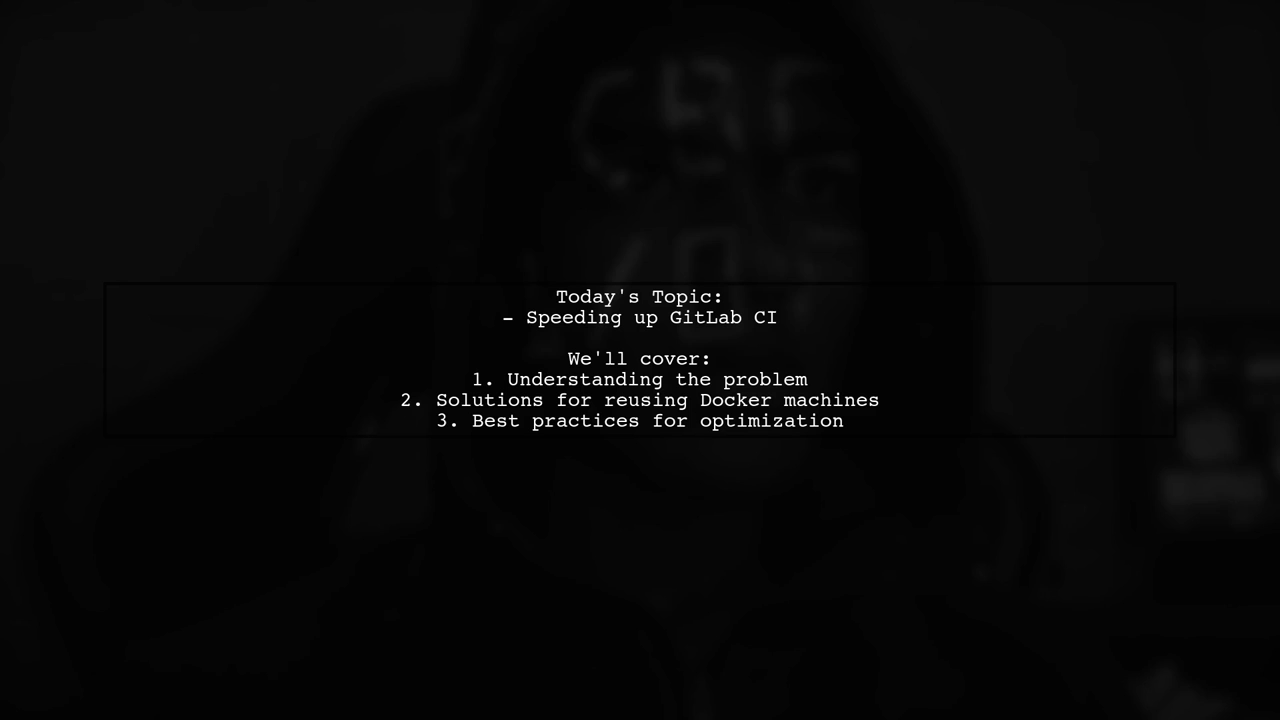 Today's Topic:
- Speeding up GitLab CI
We'll cover:
1. Understanding the problem
2. Solutions for reusing Docker machines
3. Best practices for optimization